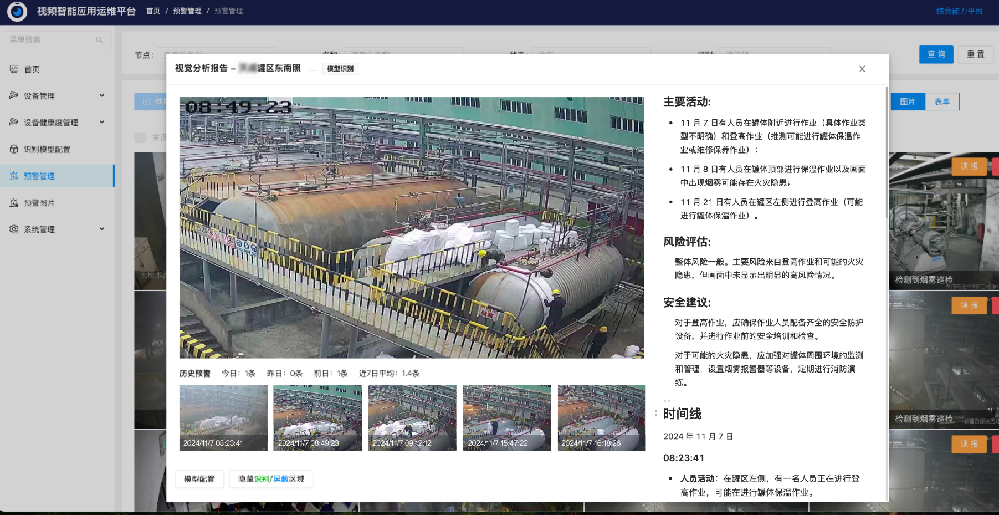 视频智能应用运维平台
首页 / 预警管理 / 预警管理
综合能力平台
菜单搜索
首页
设备管理
设备健康度管理
识别模型配置
预警管理
预警图片
系统管理
节点:
查 询
重 置
图片
表单
全选
视觉分析报告 –
罐区东南照
模型识别
X
08:49:23
历史预警
今日: 1条
昨日: 0条
前日: 1条
近7日平均: 1.4条
2024/11/7 08:23:41
2024/11/7 08:49:23
2024/11/7 09:12:12
2024/11/7 15:47:22
2024/11/7 16:18:26
模型配置
隐藏识别/屏蔽区域
主要活动:
• 11 月 7 日有人员在罐体附近进行作业（具体作业类
型不明确）和登高作业（推测可能进行罐体保温作
业或维修保养作业）;
• 11 月 8 日有人员在罐体顶部进行保温作业以及画面
中出现烟雾可能存在火灾隐患;
• 11 月 21 日有人员在罐区左侧进行登高作业（可能
进行罐体保温作业）。
风险评估:
整体风险一般。主要风险来自登高作业和可能的火灾
隐患，但画面中未显示出明显的高风险情况。
安全建议:
对于登高作业，应确保作业人员配备齐全的安全防护
设备，并进行作业前的安全培训和检查。
对于可能的火灾隐患，应加强对罐体周围环境的监测
和管理，设置烟雾报警器等设备，定期进行消防演
练。
时间线
2024 年 11 月 7 日
08:23:41
• 人员活动：在罐区左侧，有一名人员正在进行登
高作业，可能在进行罐体保温作业。
误 报
检测到烟雾巡检
误 报
检测到烟雾巡检
误 报